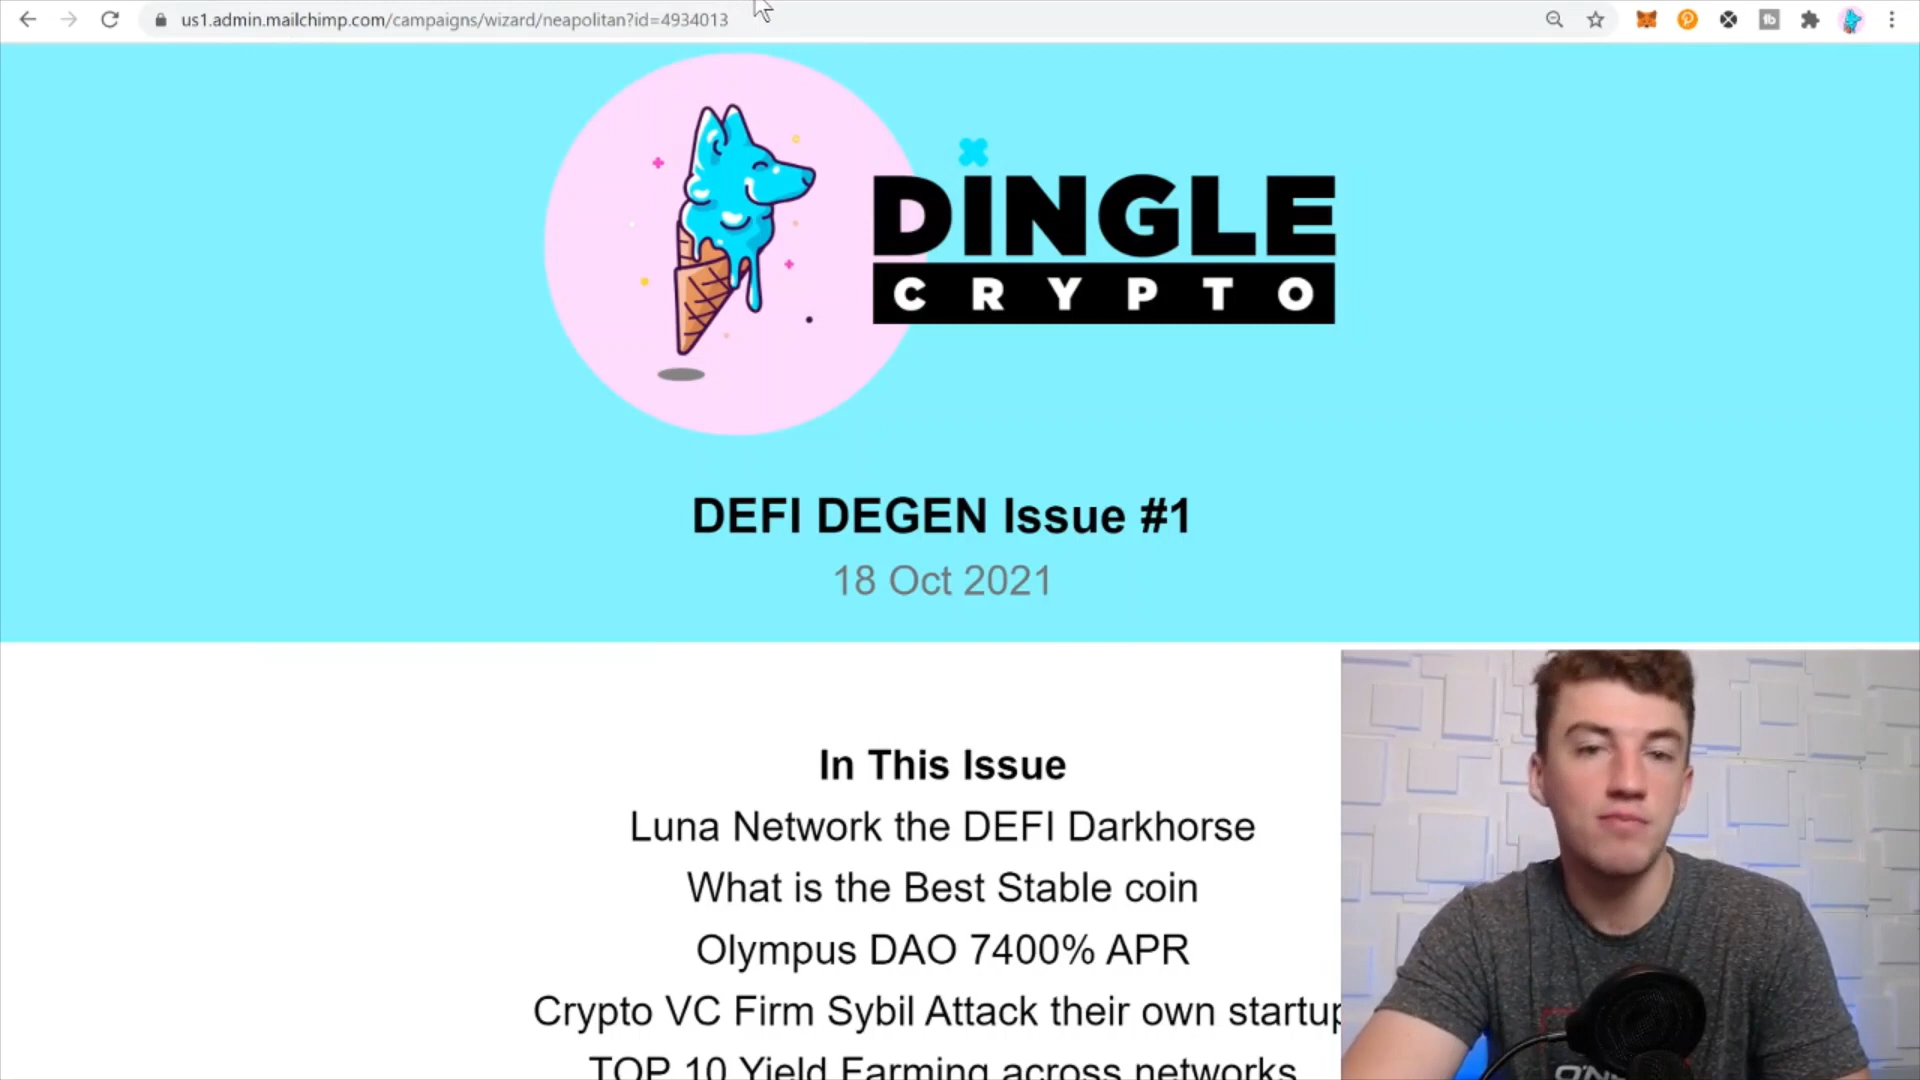 us1.admin.mailchimp.com/campaigns/wizard/neapolitan?id=4934013
DINGLE
CRYPTO
DEFI DEGEN Issue #1
18 Oct 2021
In This Issue
Luna Network the DEFI Darkhorse
What is the Best Stable coin
Olympus DAO 7400% APR
Crypto VC Firm Sybil Attack their own startup
TOP 10 Yield Farming across networks